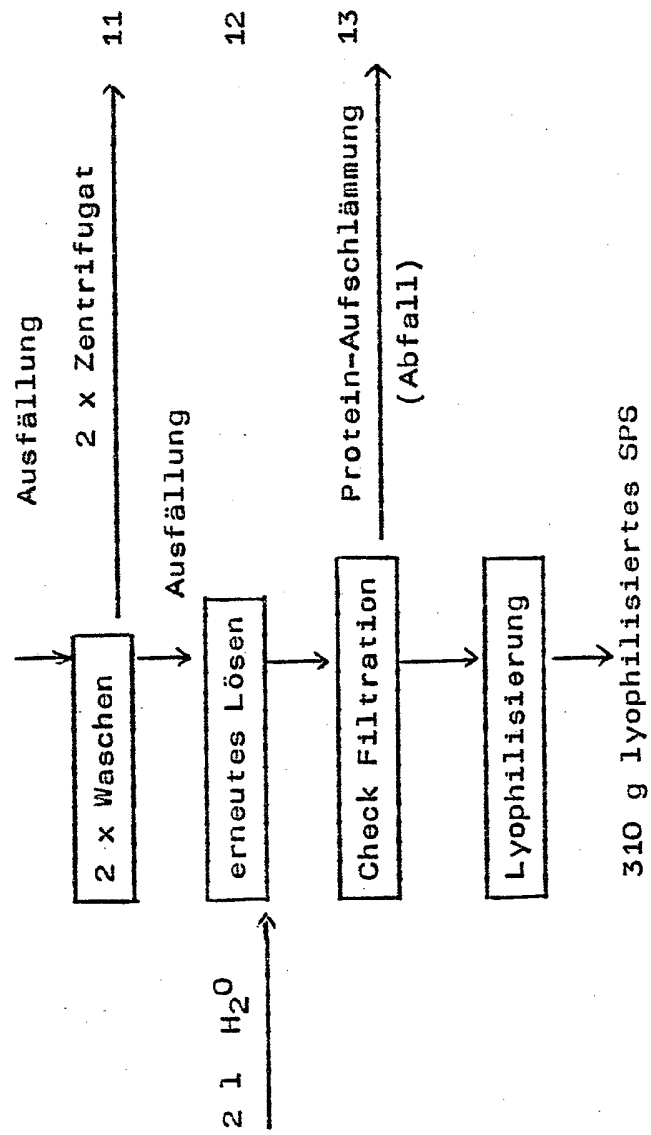 Ausfällung
2 x Waschen
2 x Zentrifugat
11
Ausfällung
2 l H₂O
erneutes Lösen
12
Check Filtration
Protein-Aufschlämmung
(Abfall)
13
Lyophilisierung
310 g lyophilisiertes SPS